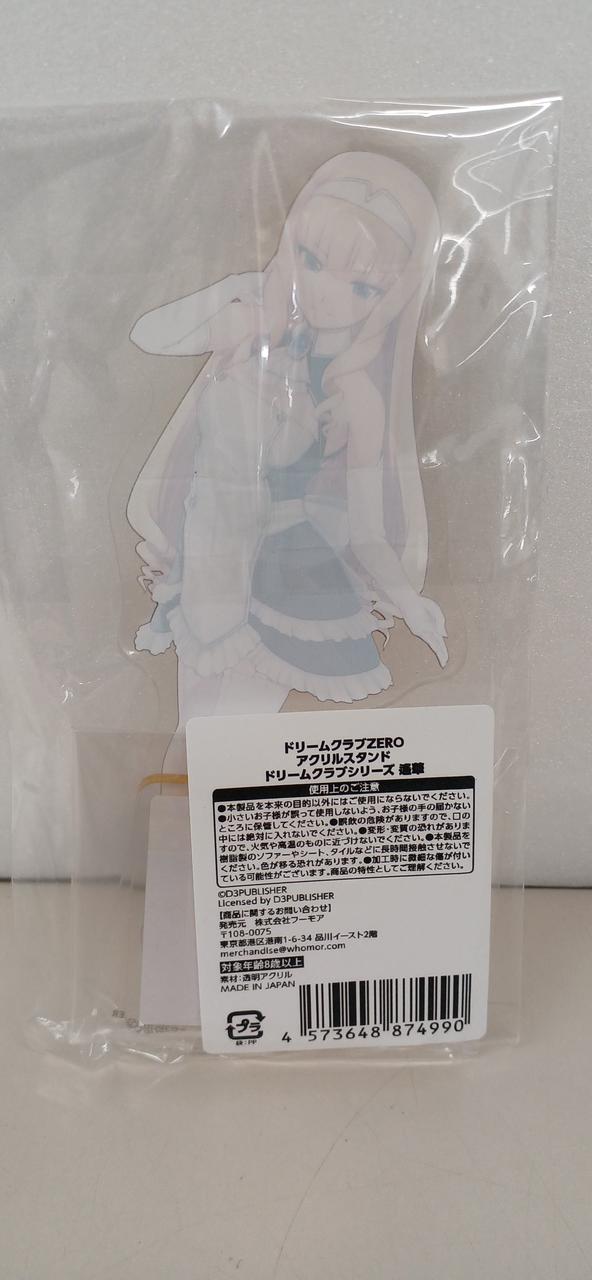 ドリームクラブZERO
アクリルスタンド
ドリームクラブシリーズ 遥華
使用上のご注意
●本製品を本来の目的以外にはご使用にならないでください。
●小さいお子様が誤って使用しないよう、お子様の手の届かない
ところに保管してください。●誤飲の危険がありますので、口の
中には絶対に入れないでください。●変形・変質の恐れがありま
すので、火気や高温のものに近づけないでください。●本製品を
樹脂製のソファーやシート、タイルなどに長時間接触させないで
ください。色が移る恐れがあります。●加工時に微細な傷が付い
ている可能性がございます。商品の特性としてご理解ください。
©D3PUBLISHER
Licensed by D3PUBLISHER
[商品に関するお問い合わせ]
発売元 株式会社フーモア
〒108-0075
東京都港区港南1-6-34 品川イースト2階
merchandise@whomor.com
対象年齢8歳以上
素材:透明アクリル
MADE IN JAPAN
プラ
袋:PP
4 573648 874990